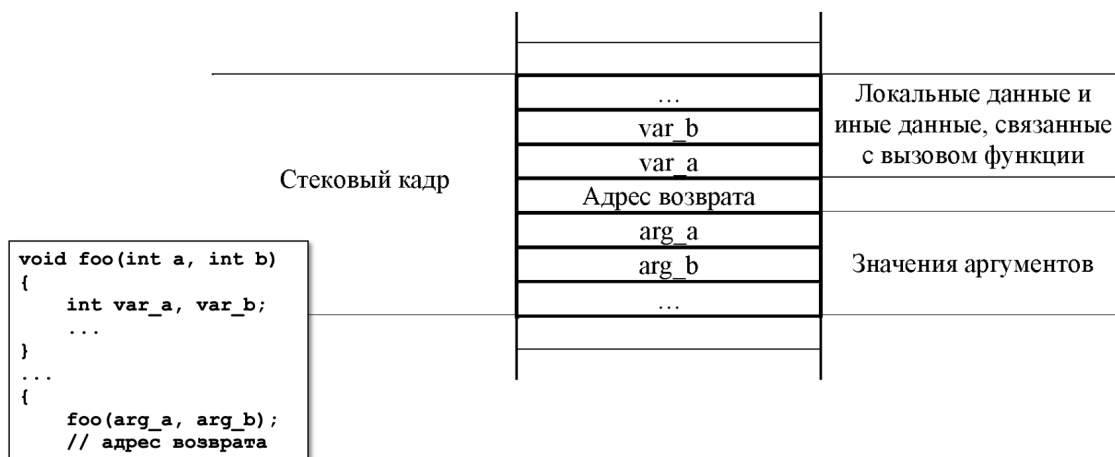 …
var_b
var_a
Адрес возврата
arg_a
arg_b
…
Локальные данные и
иные данные, связанные
с вызовом функции
Стековый кадр
Значения аргументов
void foo(int a, int b)
{
    int var_a, var_b;
    ...
}
...
{
    foo(arg_a, arg_b);
    // адрес возврата